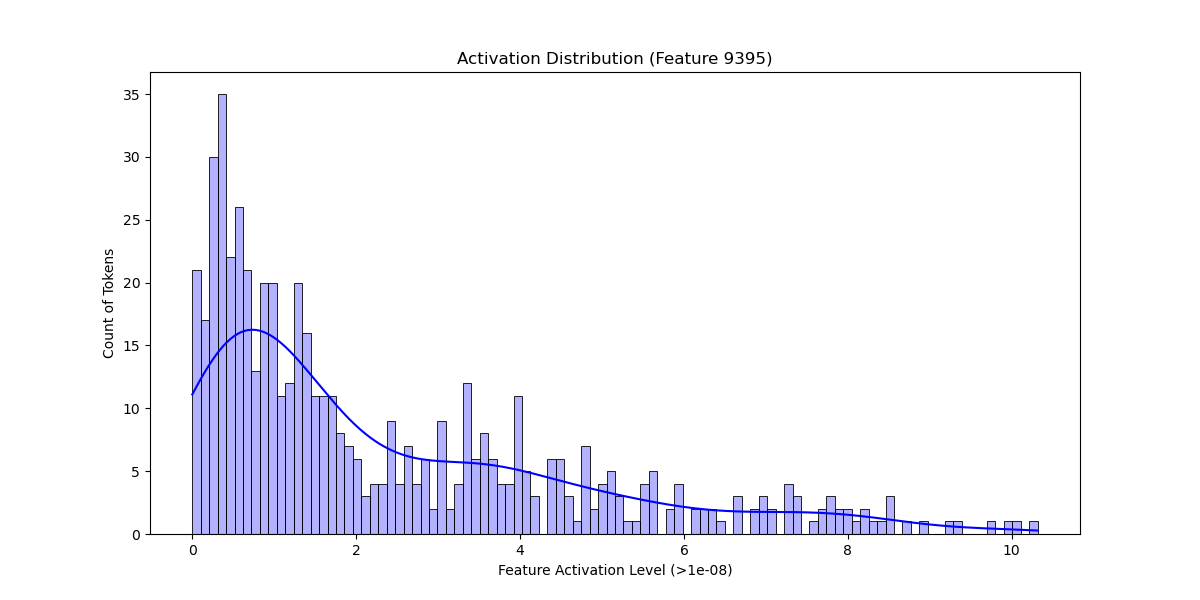 Activation Distribution (Feature 9395)
35
30
25
20
15
10
5
0
Count of Tokens
0 2 4 6 8 10
Feature Activation Level (>1e-08)